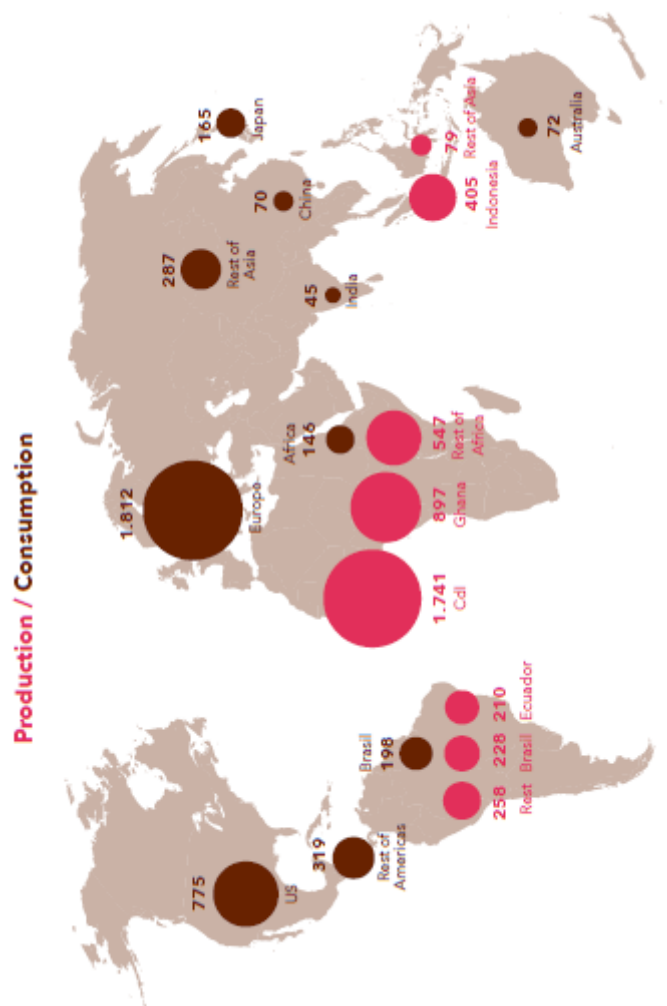 Production / Consumption
775
US
319
Rest of
Americas
Brasil
198
258
Rest
228
Brasil
210
Ecuador
1.812
Europe
Africa
146
1.741
CdI
897
Ghana
547
Rest of
Africa
287
Rest of
Asia
165
Japan
70
China
45
India
405
Indonesia
79
Rest of Asia
72
Australia